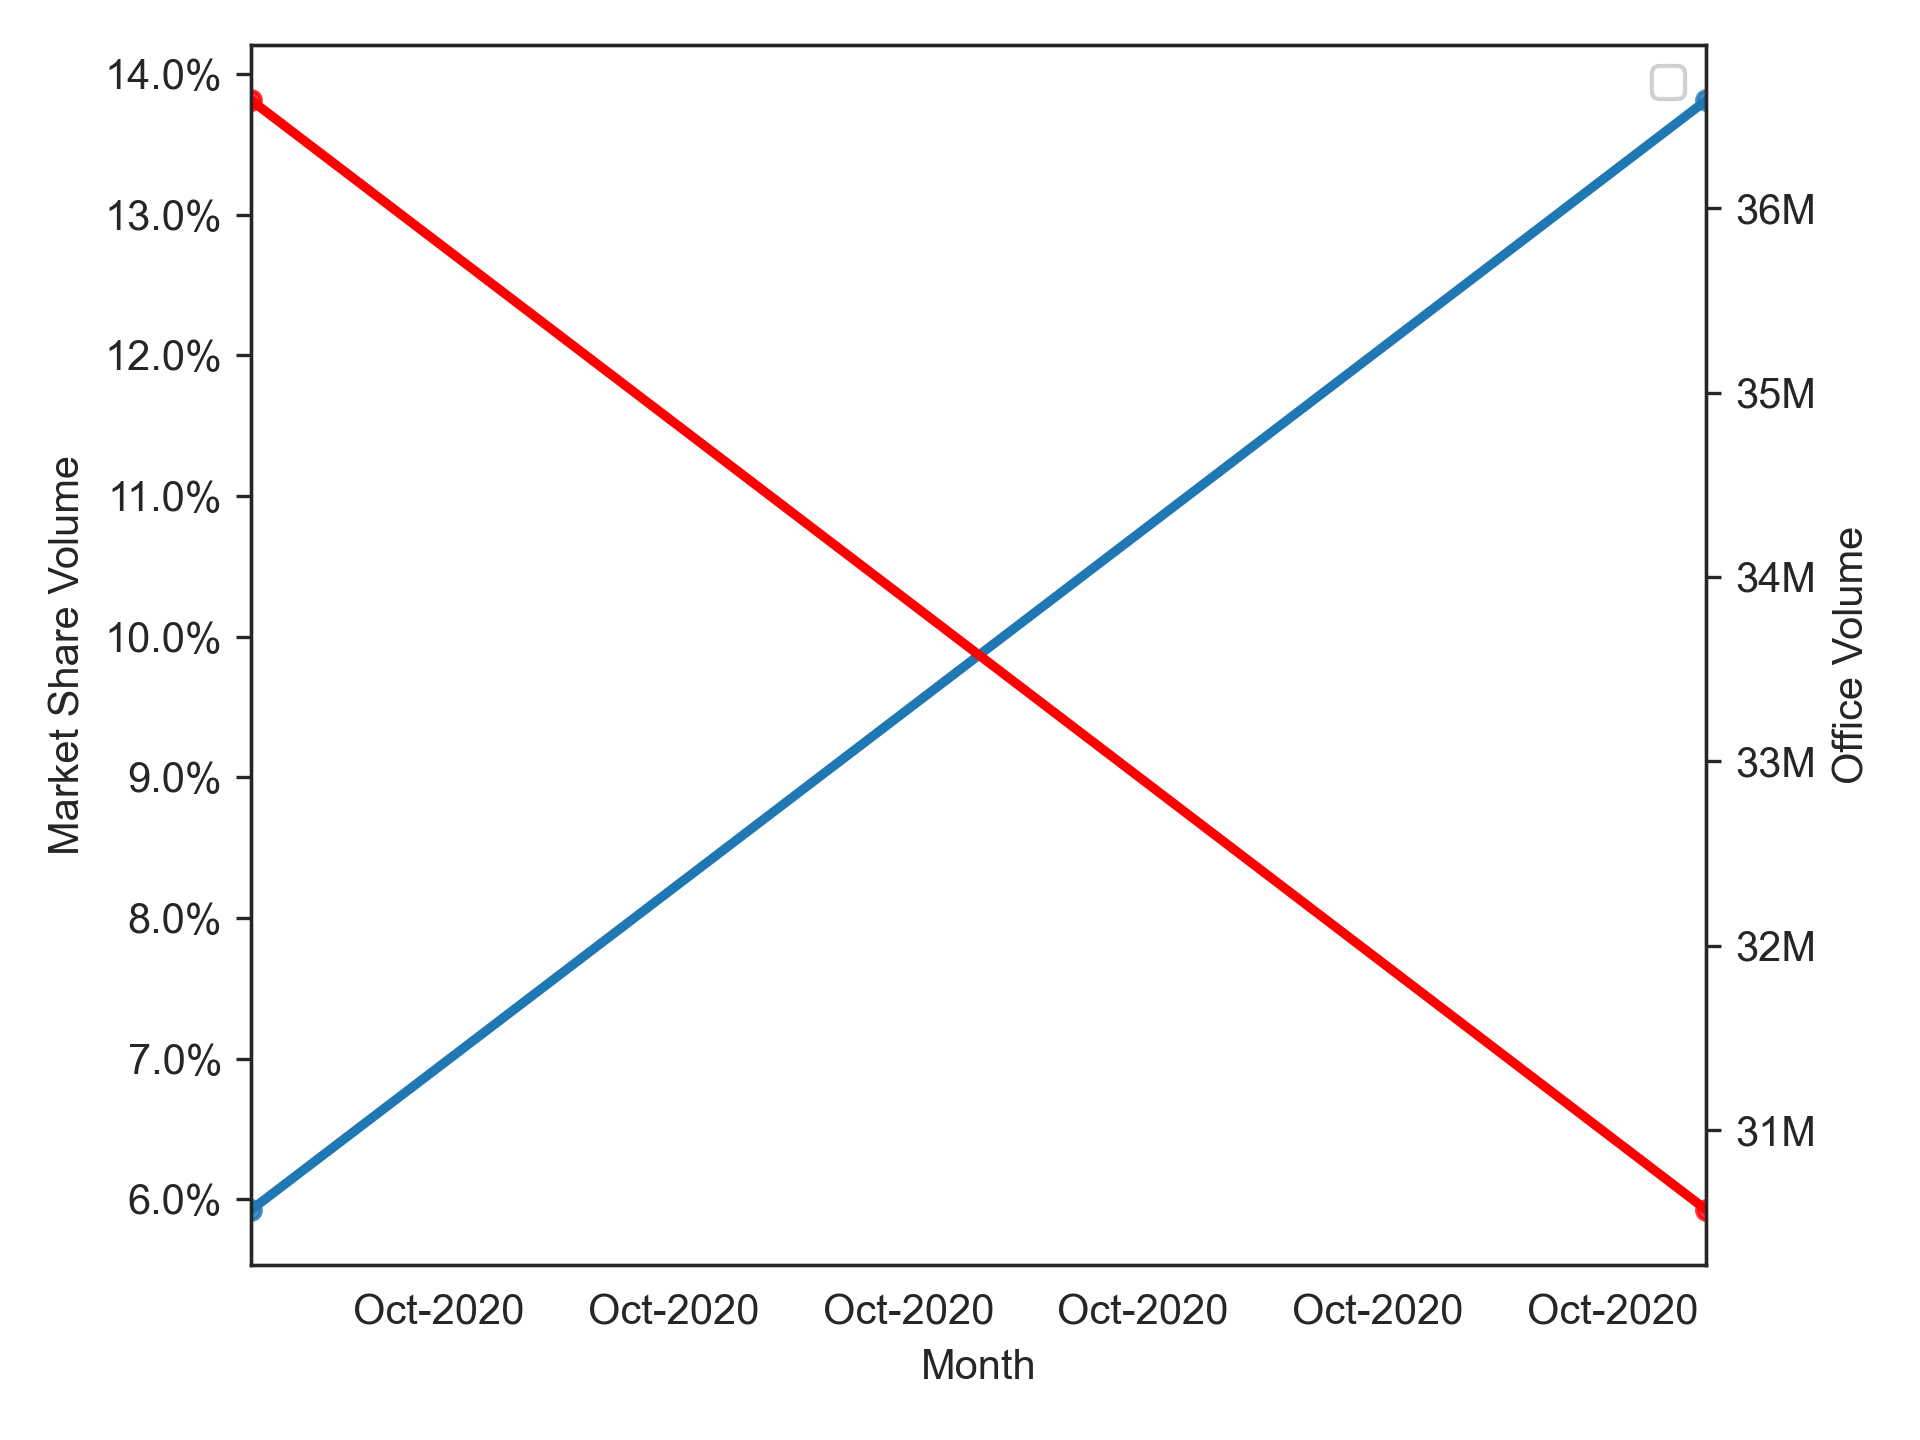 14.0%
13.0%
12.0%
11.0%
10.0%
9.0%
8.0%
7.0%
6.0%
Market Share Volume
36M
35M
34M
33M
32M
31M
Office Volume
Oct-2020 Oct-2020 Oct-2020 Oct-2020 Oct-2020 Oct-2020
Month